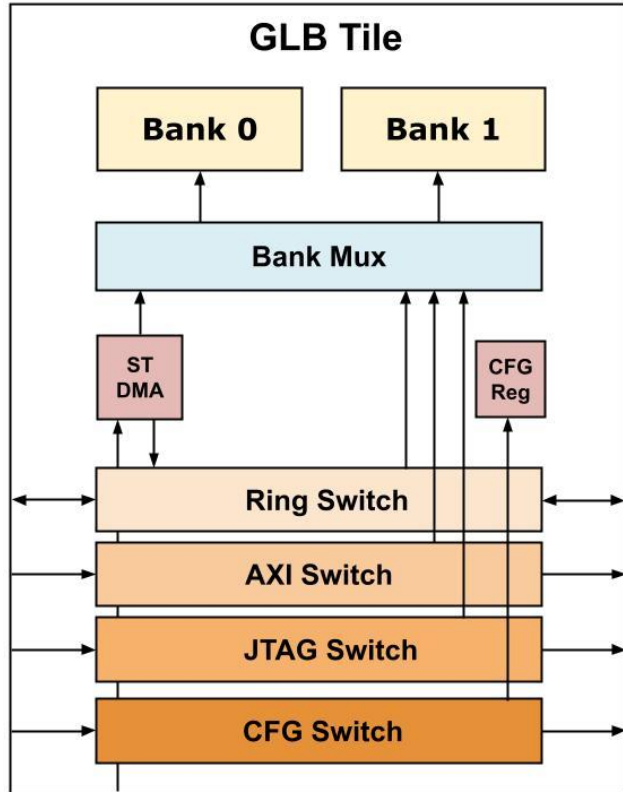 GLB Tile
Bank 0
Bank 1
Bank Mux
ST
DMA
CFG
Reg
Ring Switch
AXI Switch
JTAG Switch
CFG Switch